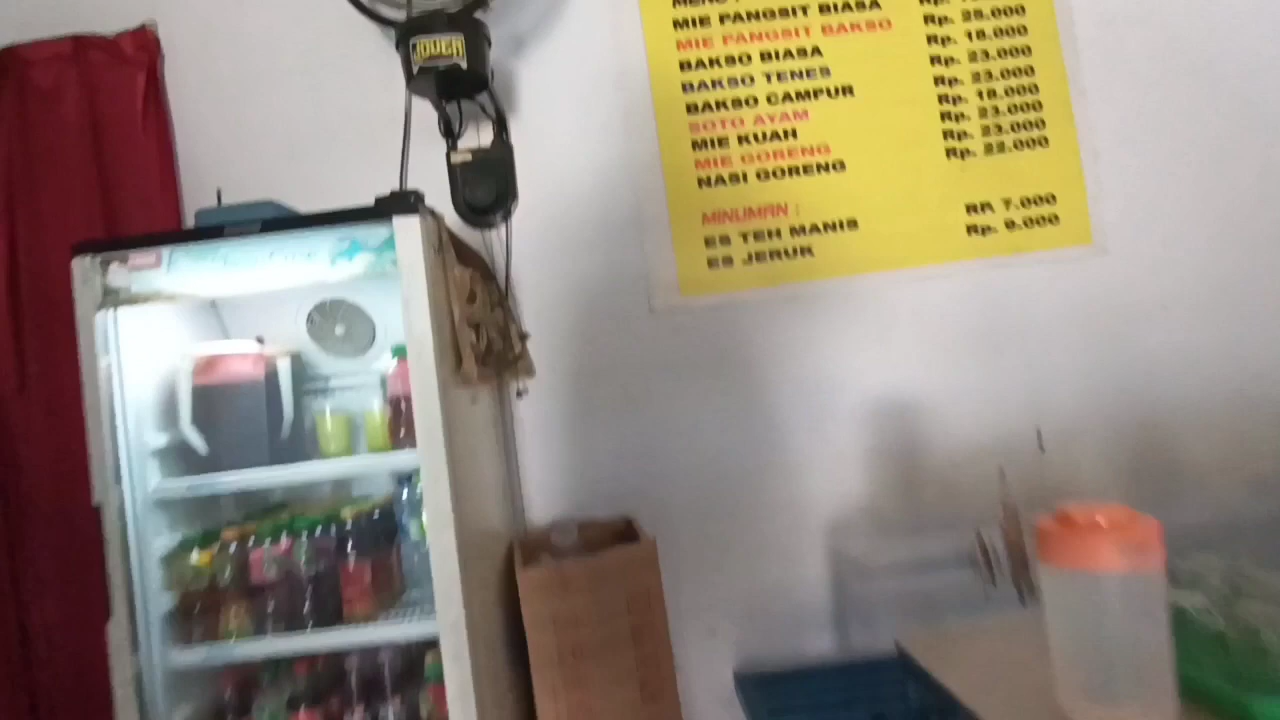 JOUGA
MENU :
MIE PANGSIT BIASA
MIE PANGSIT BAKSO Rp. 25.000
BAKSO BIASA Rp. 18.000
BAKSO TENES Rp. 23.000
BAKSO CAMPUR Rp. 23.000
SOTO AYAM Rp. 18.000
MIE KUAH Rp. 23.000
MIE GORENG Rp. 23.000
NASI GORENG Rp. 22.000
MINUMAN :
ES TEH MANIS RP. 7.000
ES JERUK Rp. 9.000